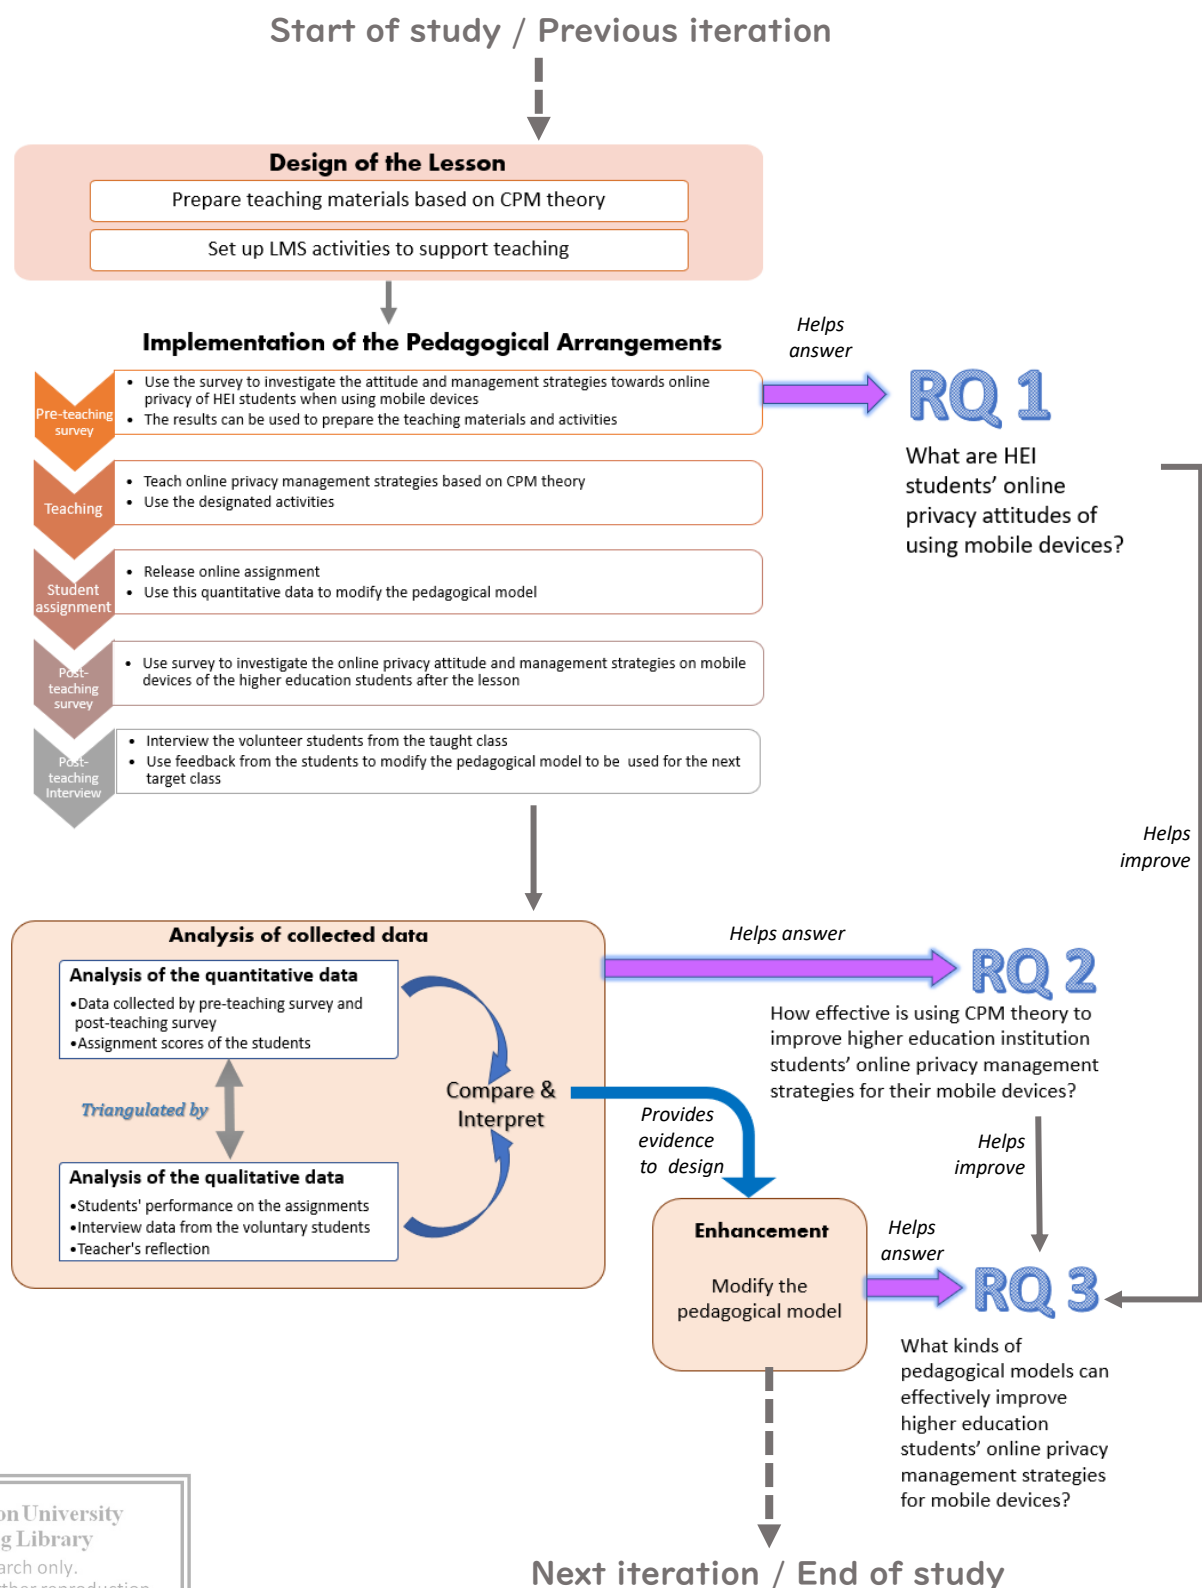 Start of study / Previous iteration
Design of the Lesson
Prepare teaching materials based on CPM theory
Set up LMS activities to support teaching
Implementation of the Pedagogical Arrangements
Helps
answer
Pre-teaching
survey
• Use the survey to investigate the attitude and management strategies towards online
privacy of HEI students when using mobile devices
• The results can be used to prepare the teaching materials and activities
RQ 1
What are HEI
students’ online
privacy attitudes of
using mobile devices?
Teaching
• Teach online privacy management strategies based on CPM theory
• Use the designated activities
Student
assignment
• Release online assignment
• Use this quantitative data to modify the pedagogical model
Post-
teaching
survey
• Use survey to investigate the online privacy attitude and management strategies on mobile
devices of the higher education students after the lesson
Post-
teaching
Interview
• Interview the volunteer students from the taught class
• Use feedback from the students to modify the pedagogical model to be used for the next
target class
Helps
improve
Analysis of collected data
Analysis of the quantitative data
•Data collected by pre-teaching survey and
post-teaching survey
•Assignment scores of the students
Triangulated by
Compare &
Interpret
Analysis of the qualitative data
•Students' performance on the assignments
•Interview data from the voluntary students
•Teacher's reflection
Helps answer
RQ 2
How effective is using CPM theory to
improve higher education institution
students’ online privacy management
strategies for their mobile devices?
Provides
evidence
to design
Helps
improve
Enhancement
Modify the
pedagogical model
Helps
answer
RQ 3
What kinds of
pedagogical models can
effectively improve
higher education
students’ online privacy
management strategies
for mobile devices?
University
Library
only.
reproduction
Next iteration / End of study